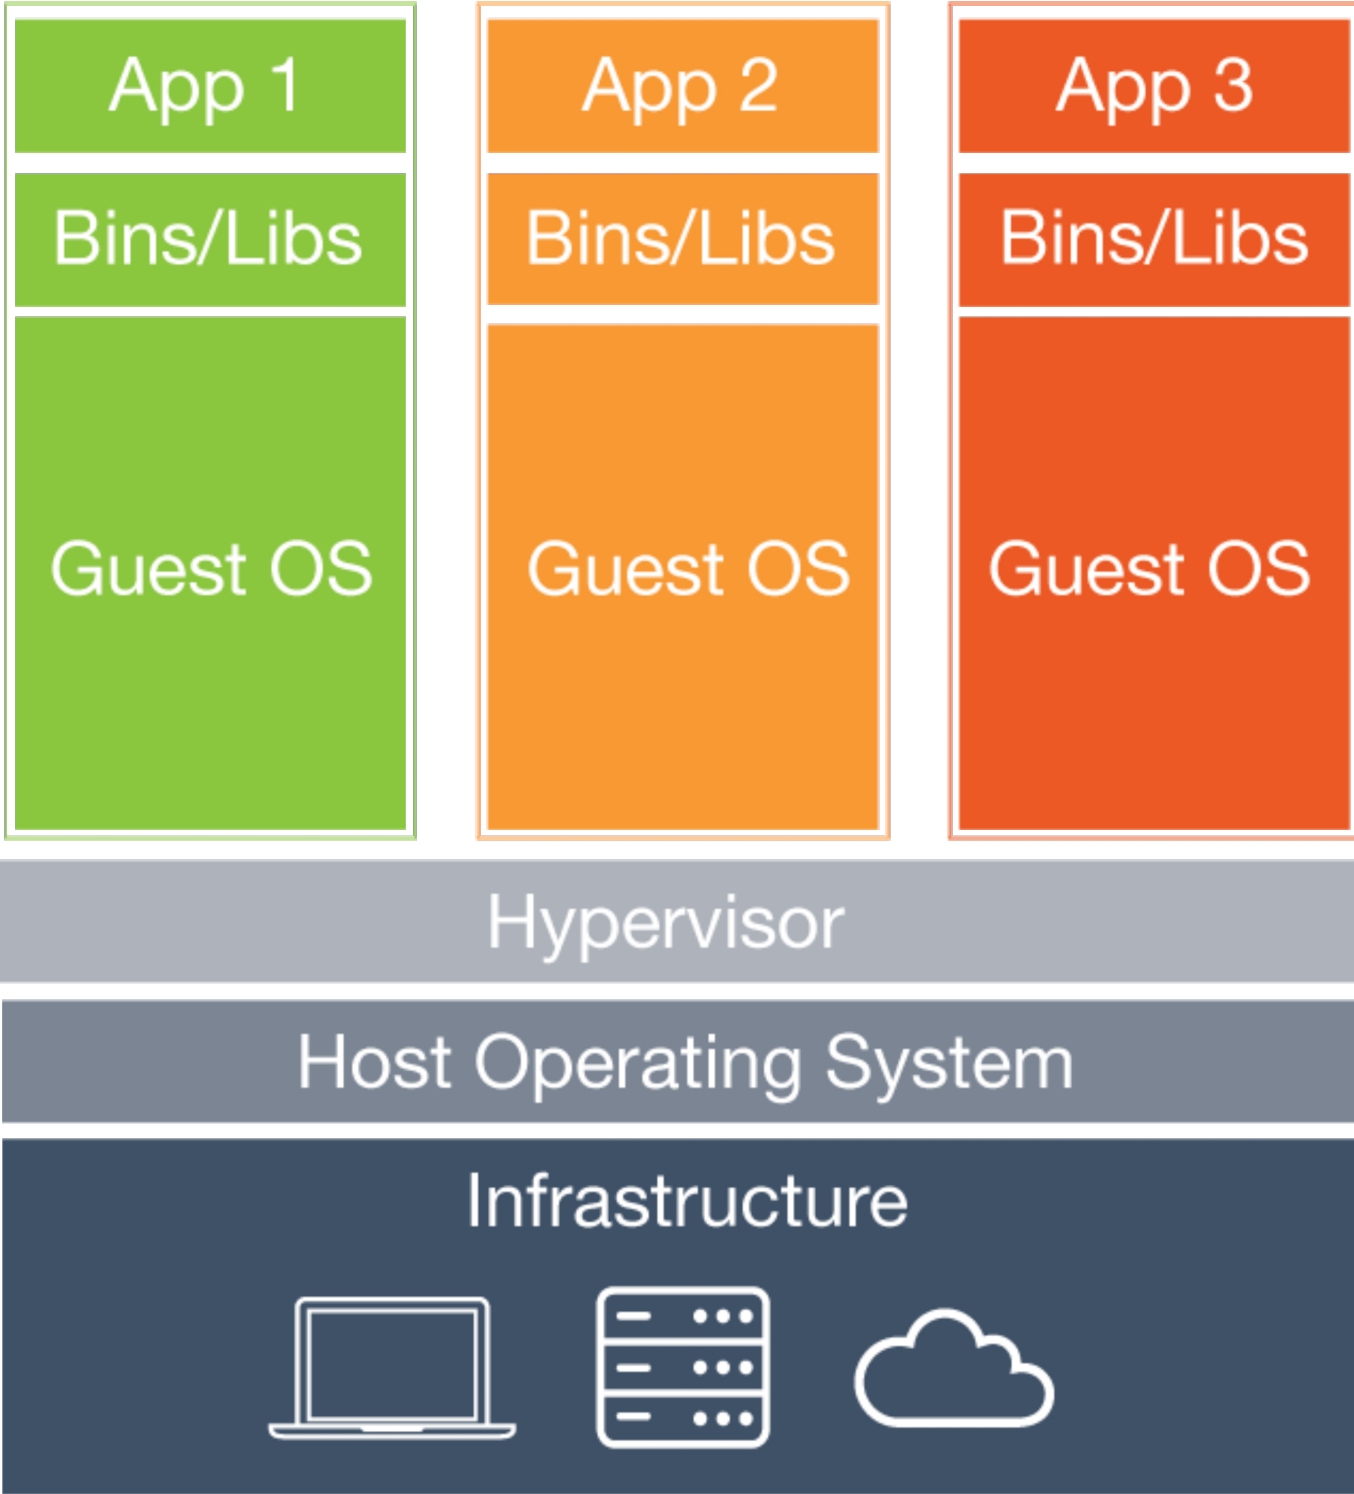 App 1
App 2
App 3
Bins/Libs
Bins/Libs
Bins/Libs
Guest OS
Guest OS
Guest OS
Hypervisor
Host Operating System
Infrastructure